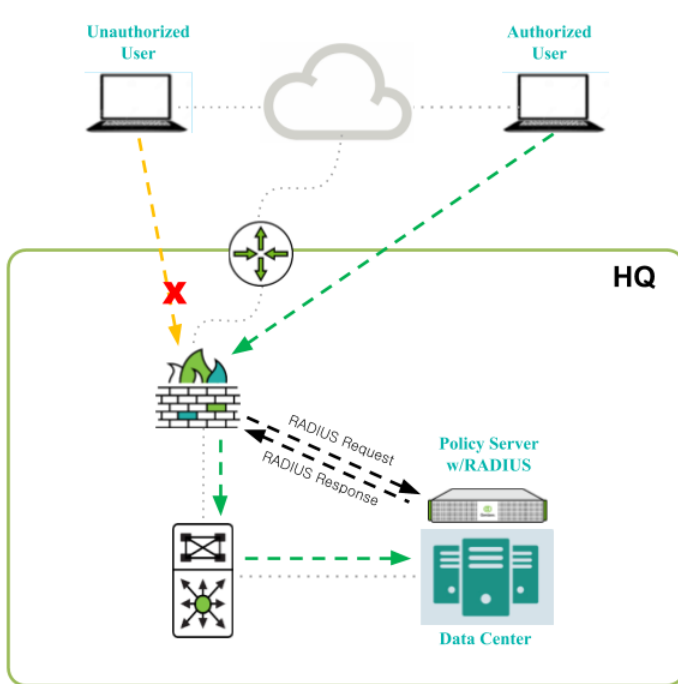 Unauthorized
User
Authorized
User
HQ
X
RADIUS Request
RADIUS Response
Policy Server
w/RADIUS
Data Center